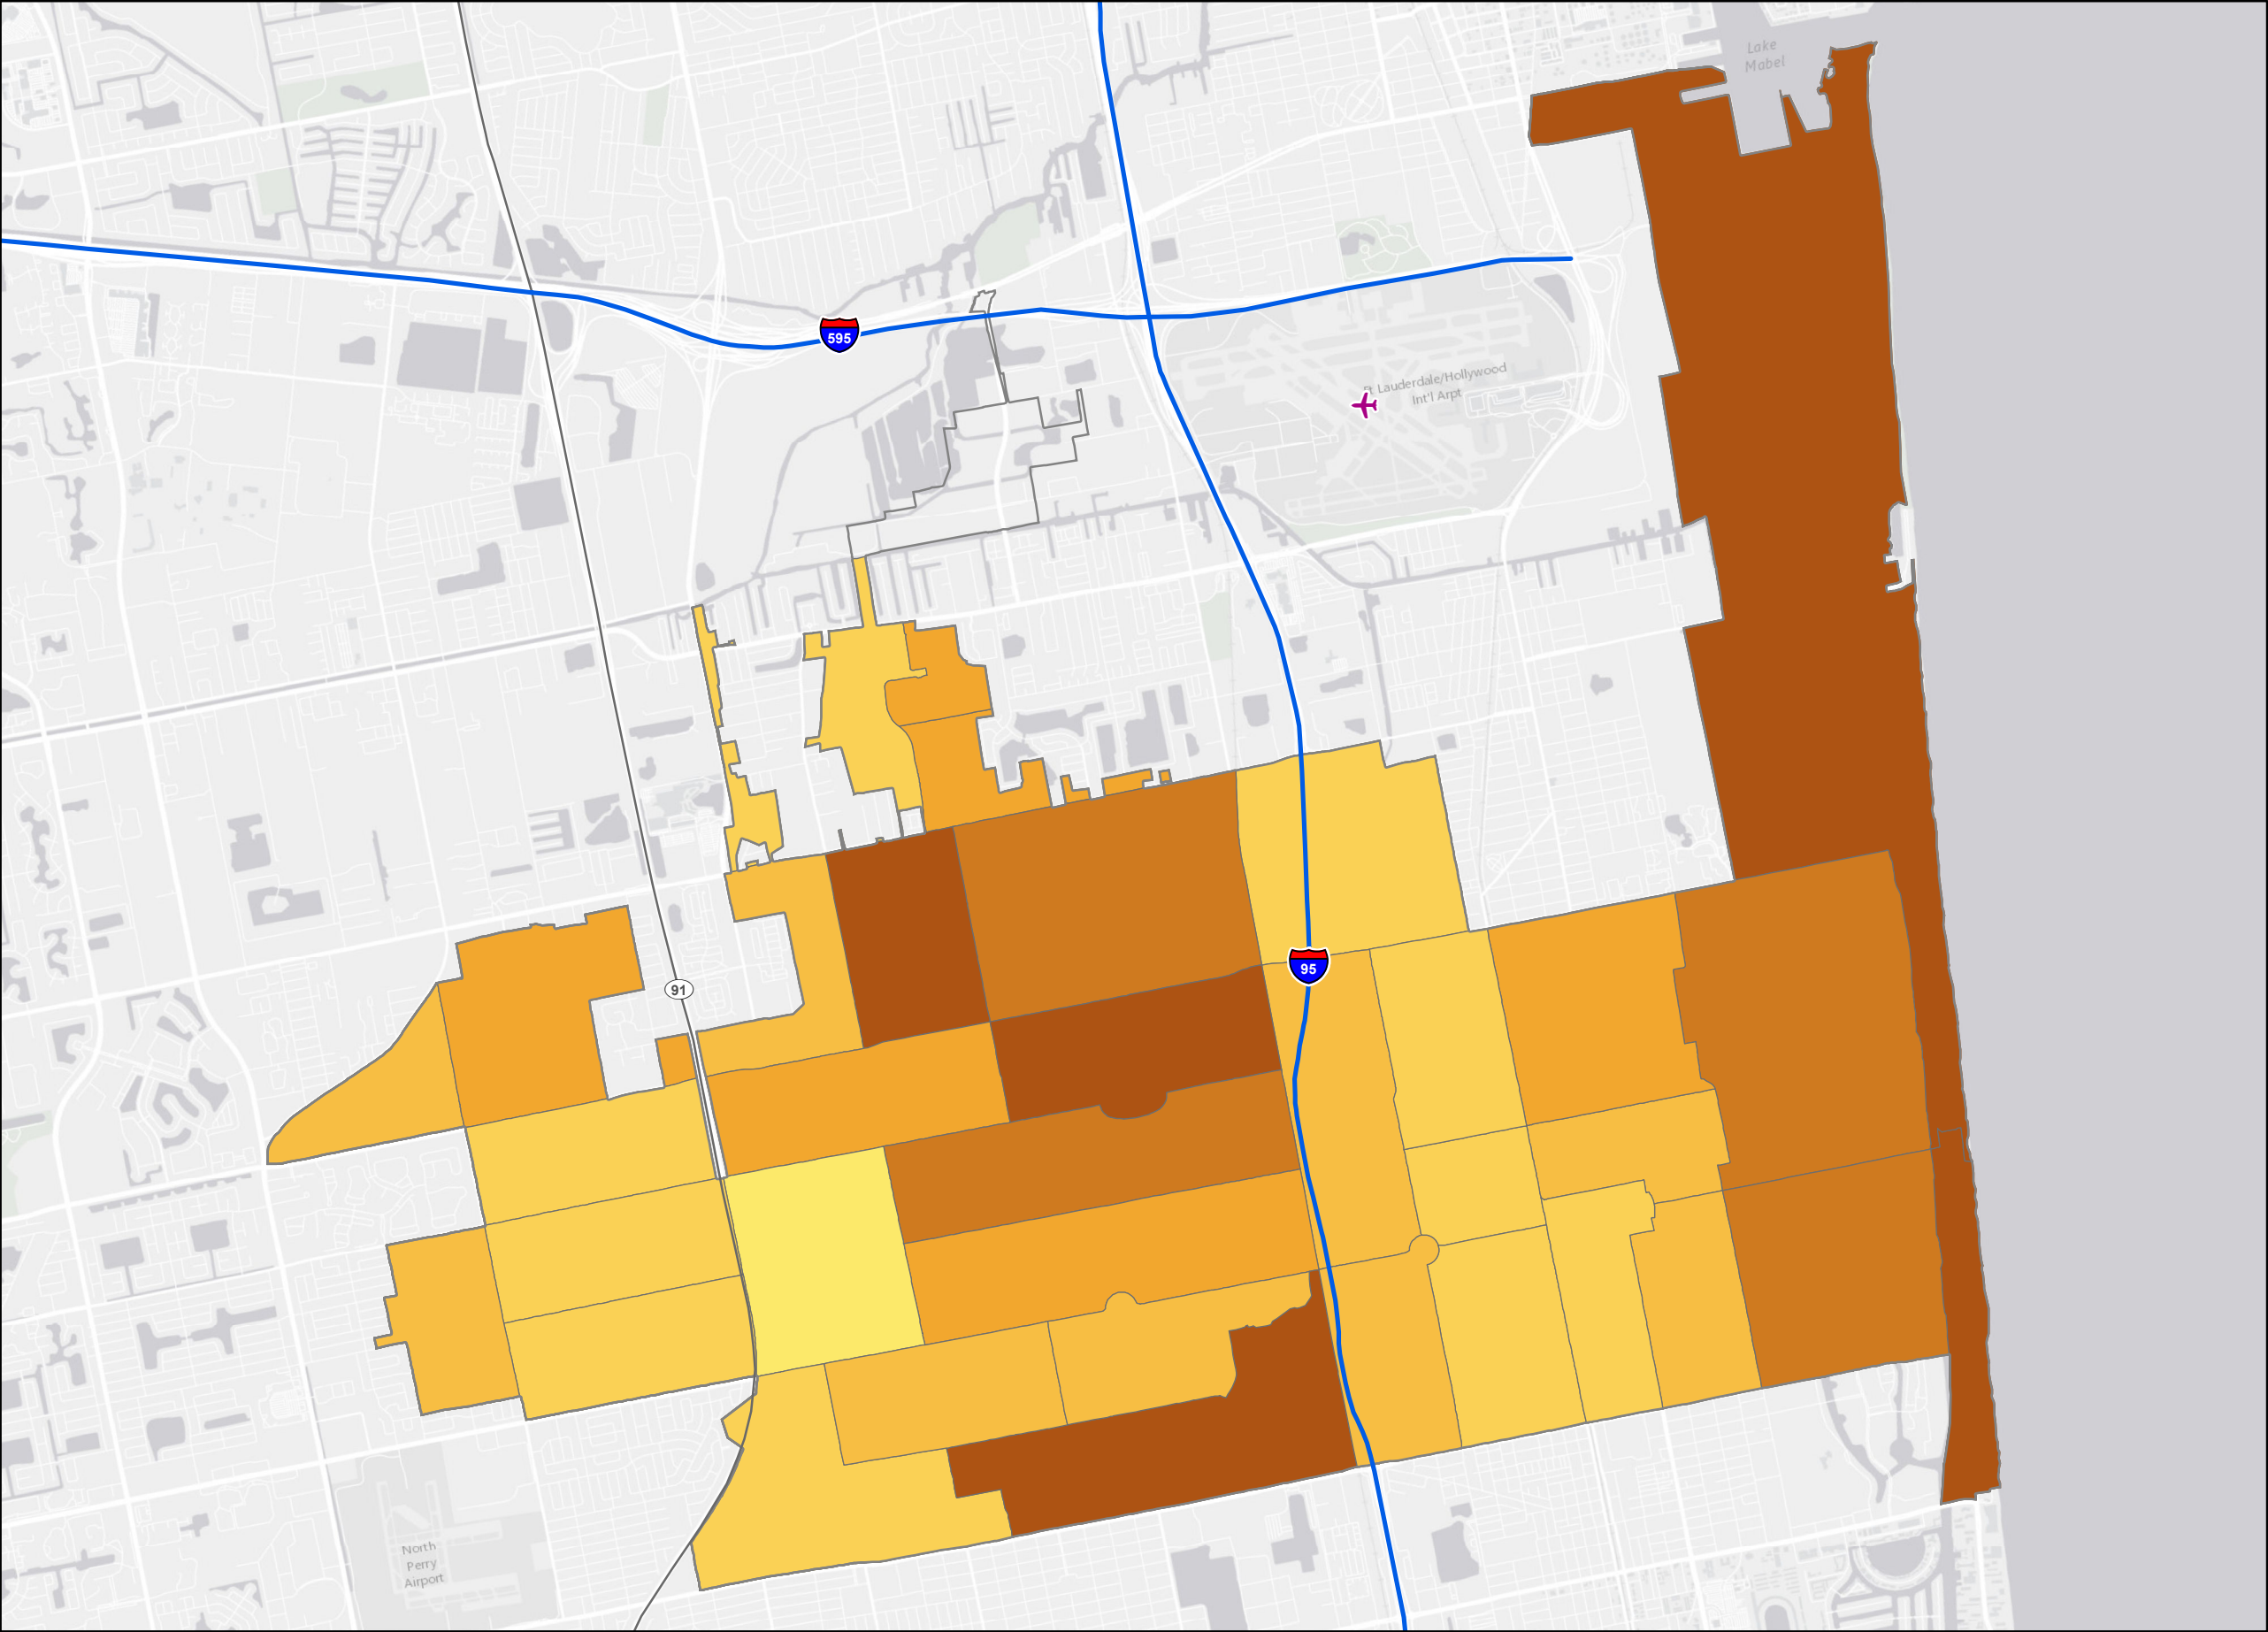 Lake
Mabel
595
Ft Lauderdale/Hollywood
Int'l Arpt
95
91
North
Perry
Airport